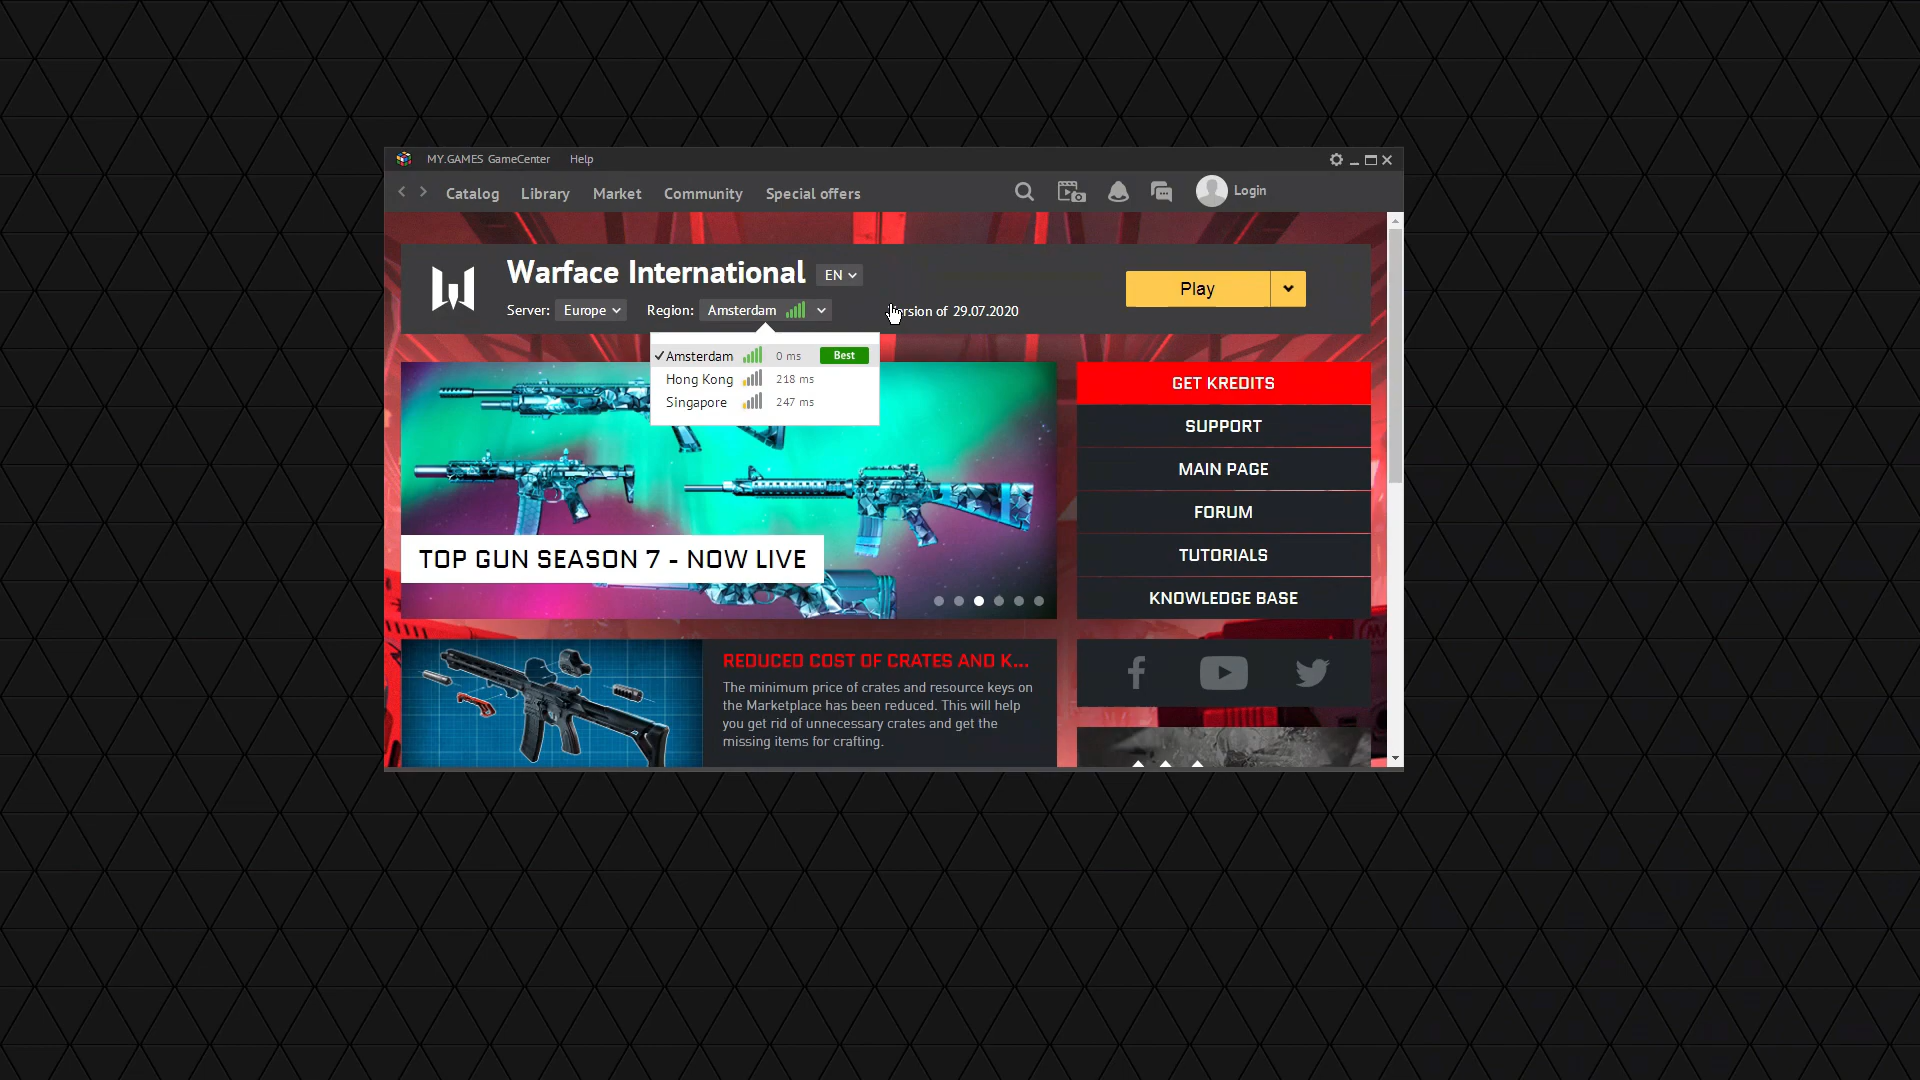 MY.GAMES GameCenter Help
Catalog Library Market Community Special offers Login
Warface International EN
Play
Server: Europe Region: Amsterdam of 29.07.2020
Amsterdam 0 ms Best
Hong Kong 218 ms
Singapore 247 ms
TOP GUN SEASON 7 - NOW LIVE
GET KREDITS
SUPPORT
MAIN PAGE
FORUM
TUTORIALS
KNOWLEDGE BASE
REDUCED COST OF CRATES AND K...
The minimum price of crates and resource keys on
the Marketplace has been reduced. This will help
you get rid of unnecessary crates and get the
missing items for crafting.